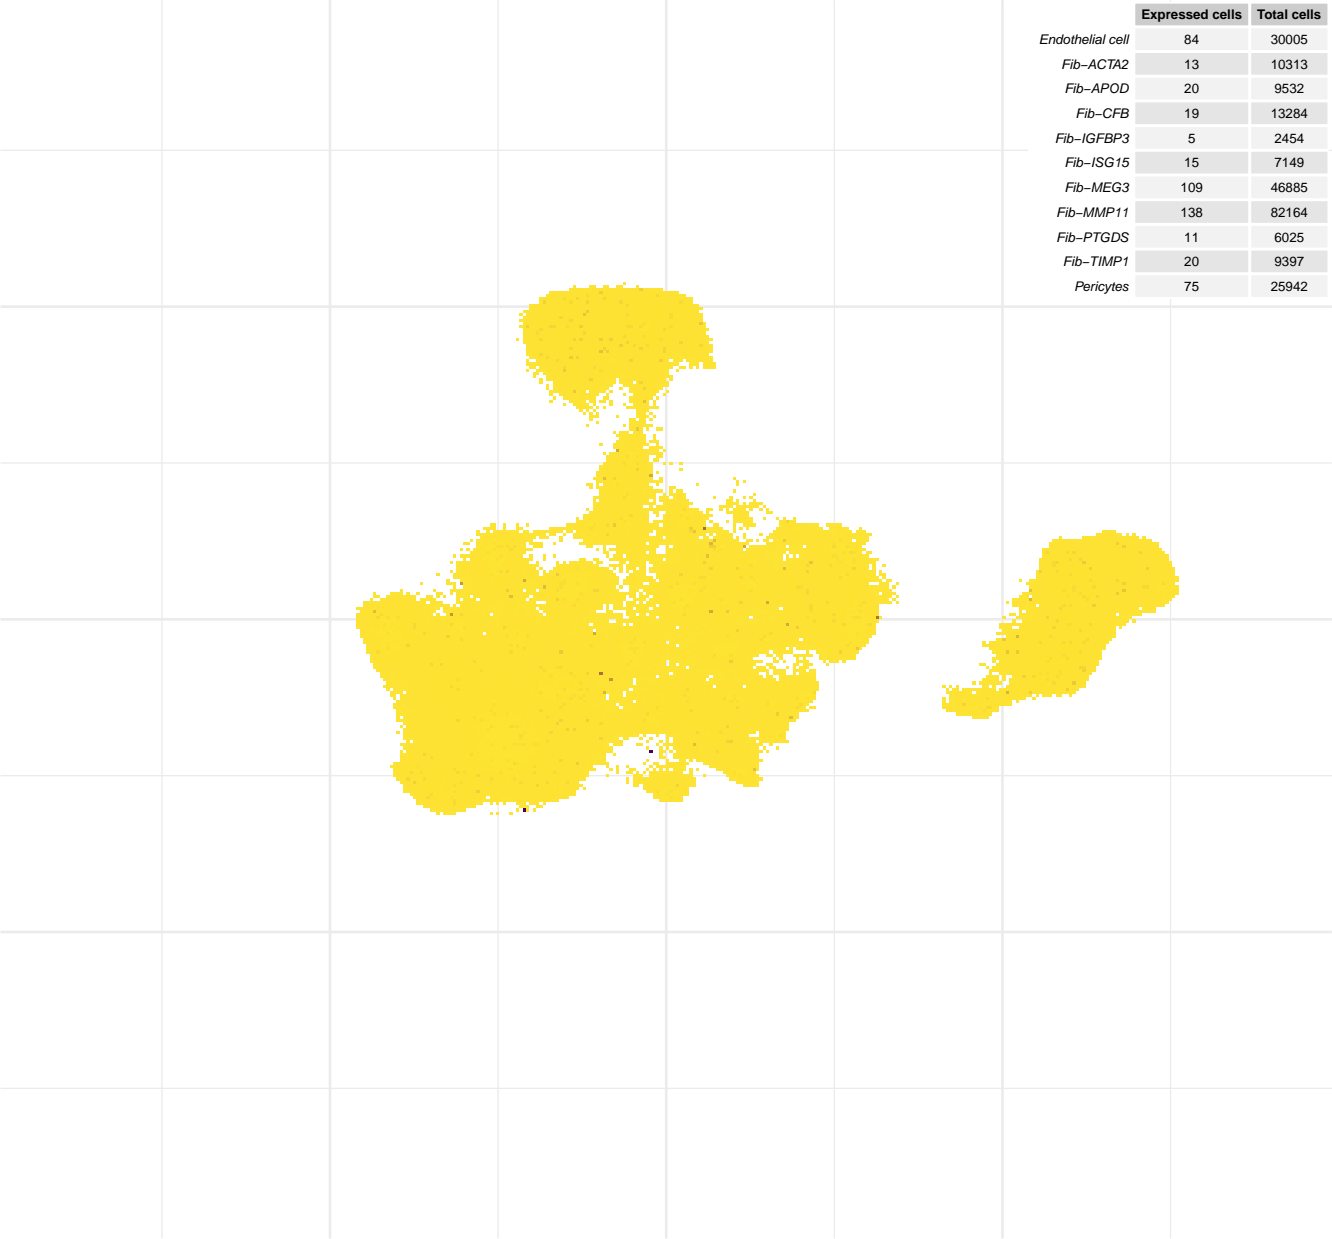 Expressed cells Total cells
Endothelial cell 84 30005
Fib−ACTA2 13 10313
Fib−APOD 20 9532
Fib−CFB 19 13284
Fib−IGFBP3 5 2454
Fib−ISG15 15 7149
Fib−MEG3 109 46885
Fib−MMP11 138 82164
Fib−PTGDS 11 6025
Fib−TIMP1 20 9397
Pericytes 75 25942